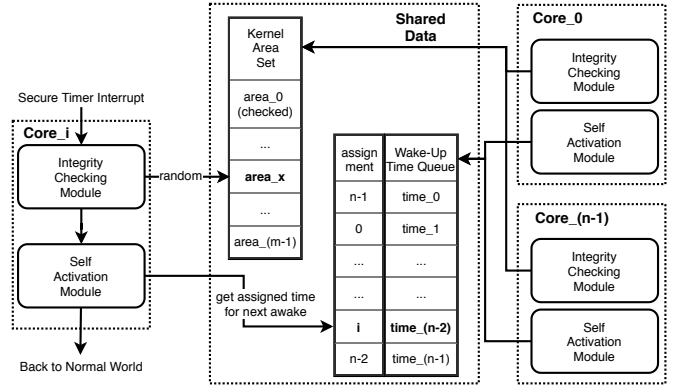 Secure Timer Interrupt
Core_i
Integrity
Checking
Module
Self
Activation
Module
Back to Normal World
random
get assigned time
for next awake
Shared
Data
Kernel
Area
Set
area_0
(checked)
...
area_x
...
area_(m-1)
assign
ment
Wake-Up
Time Queue
n-1
time_0
0
time_1
...
...
...
...
i
time_(n-2)
n-2
time_(n-1)
Core_0
Integrity
Checking
Module
Self
Activation
Module
Core_(n-1)
Integrity
Checking
Module
Self
Activation
Module